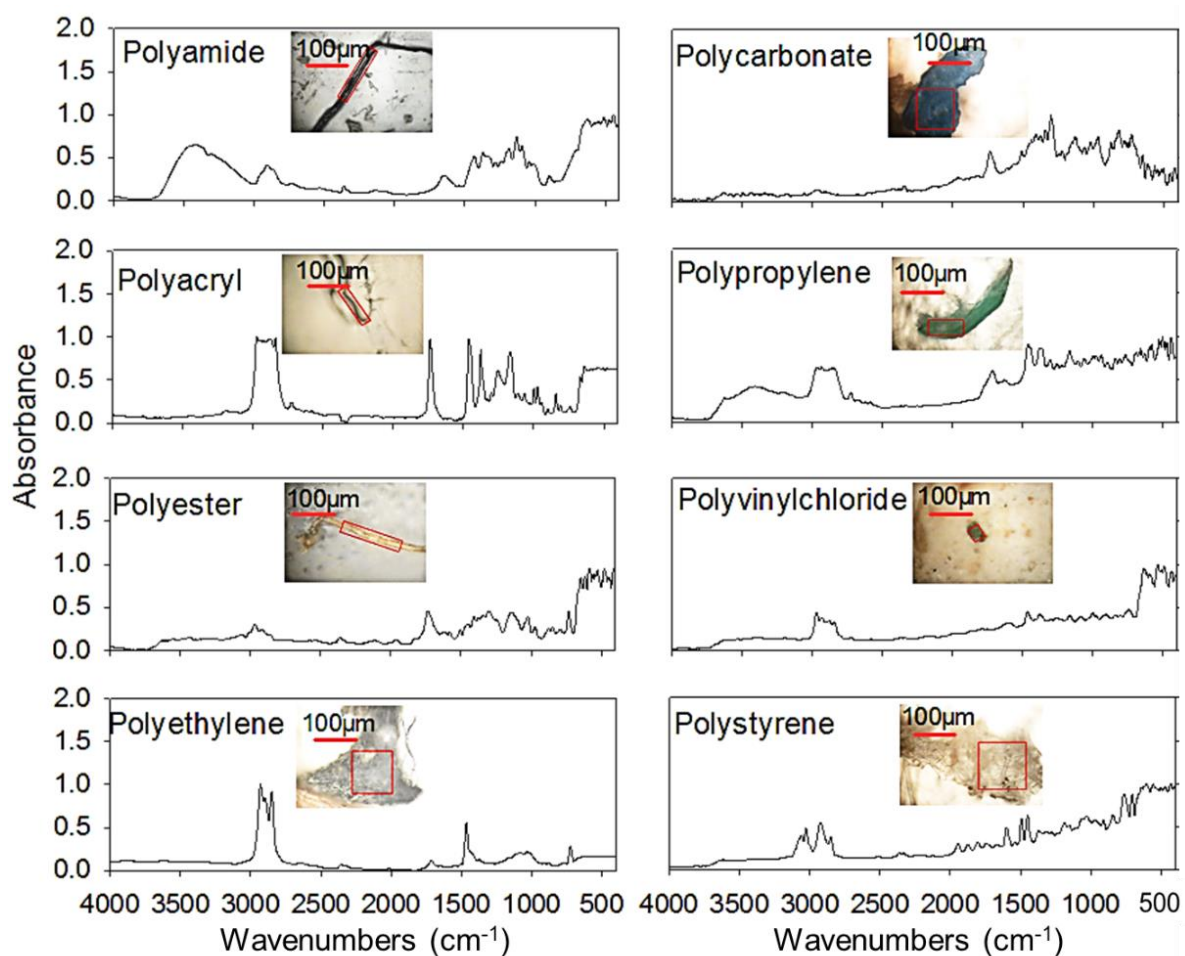 2.0
Polyamide
100µm
1.5
1.0
0.5
0.0
Polycarbonate
100µm
2.0
Polyacryl
100µm
1.5
1.0
0.5
0.0
Polypropylene
100µm
2.0
Polyester
100µm
1.5
1.0
0.5
0.0
Polyvinylchloride
100µm
2.0
Polyethylene
100µm
1.5
1.0
0.5
0.0
Polystyrene
100µm
Absorbance
4000 3000 2500 2000 1500 1000 500
Wavenumbers (cm-1)
4000 3500 3000 2500 2000 1500 1000 500
Wavenumbers (cm-1)